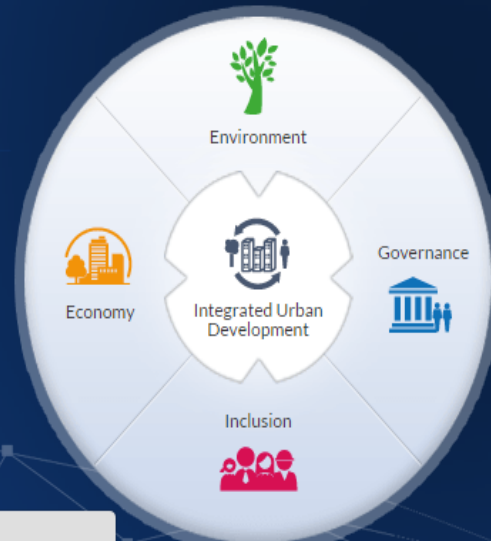 Environment
Governance
Economy
Integrated Urban
Development
Inclusion